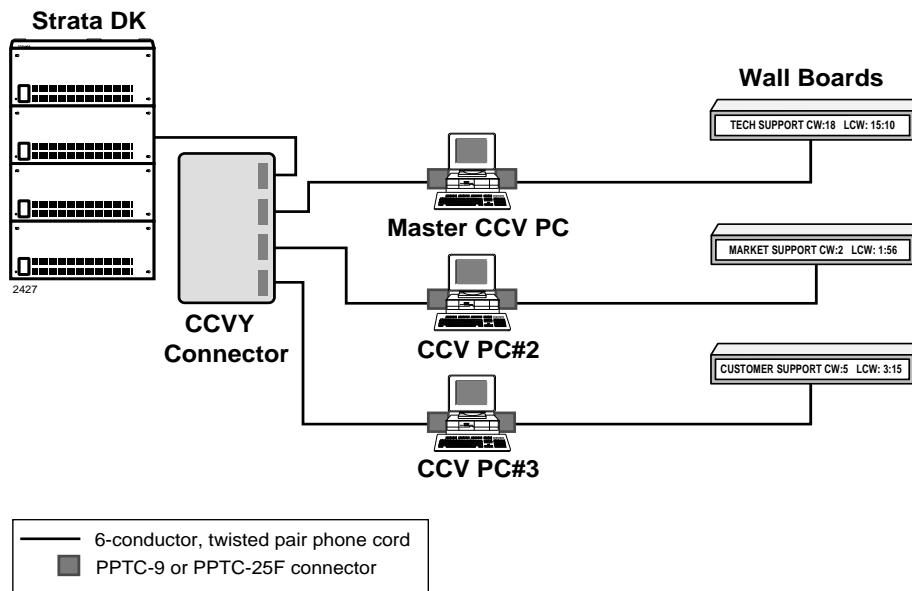 Strata DK
Wall Boards
TECH SUPPORT CW:18 LCW: 15:10
Master CCV PC
MARKET SUPPORT CW:2 LCW: 1:56
2427
CCVY
Connector
CCV PC#2
CUSTOMER SUPPORT CW:5 LCW: 3:15
CCV PC#3
6-conductor, twisted pair phone cord
PPTC-9 or PPTC-25F connector